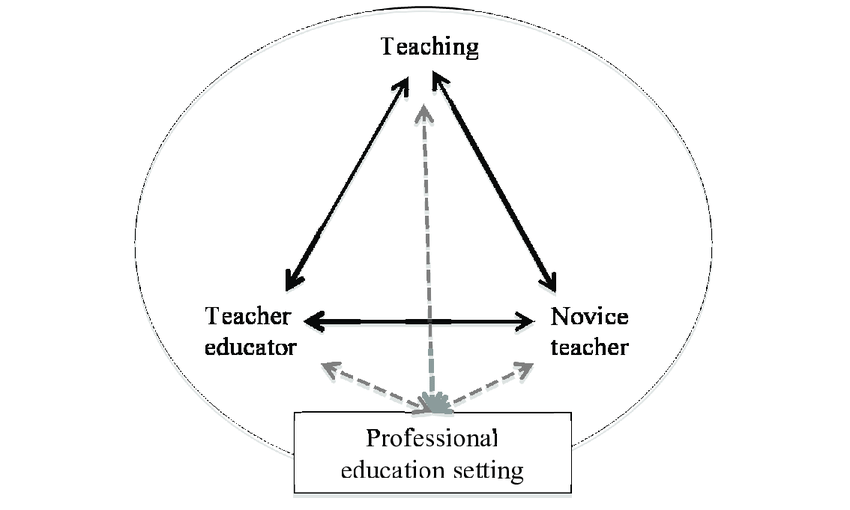 Teaching
Teacher
educator
Novice
teacher
Professional
education setting